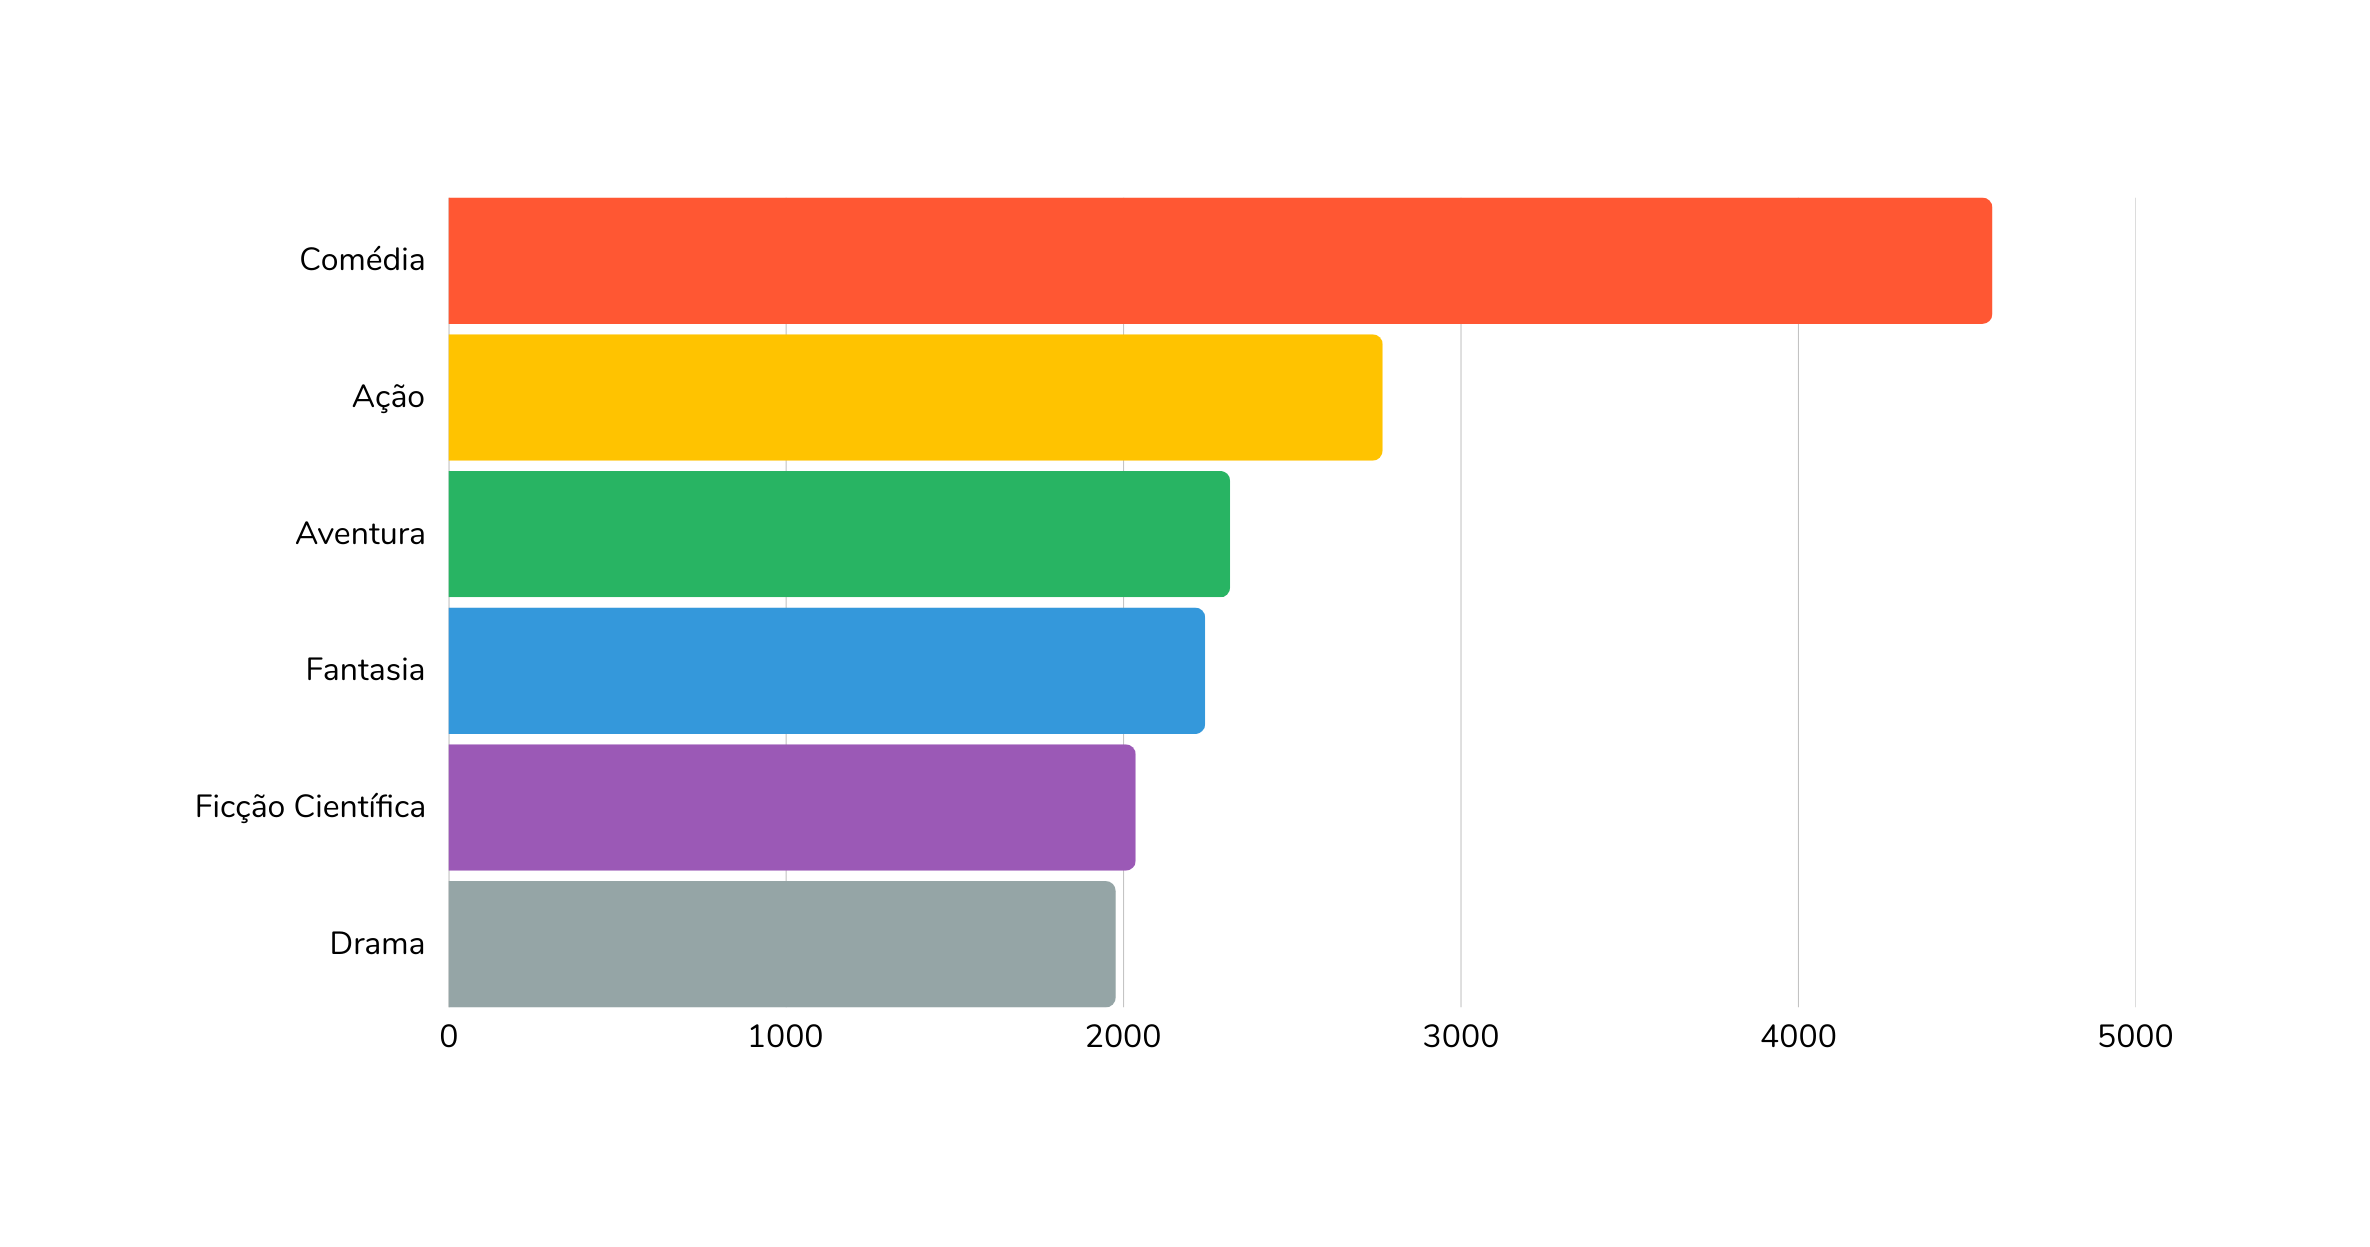 Comédia
Ação
Aventura
Fantasia
Ficção Científica
Drama
0 1000 2000 3000 4000 5000